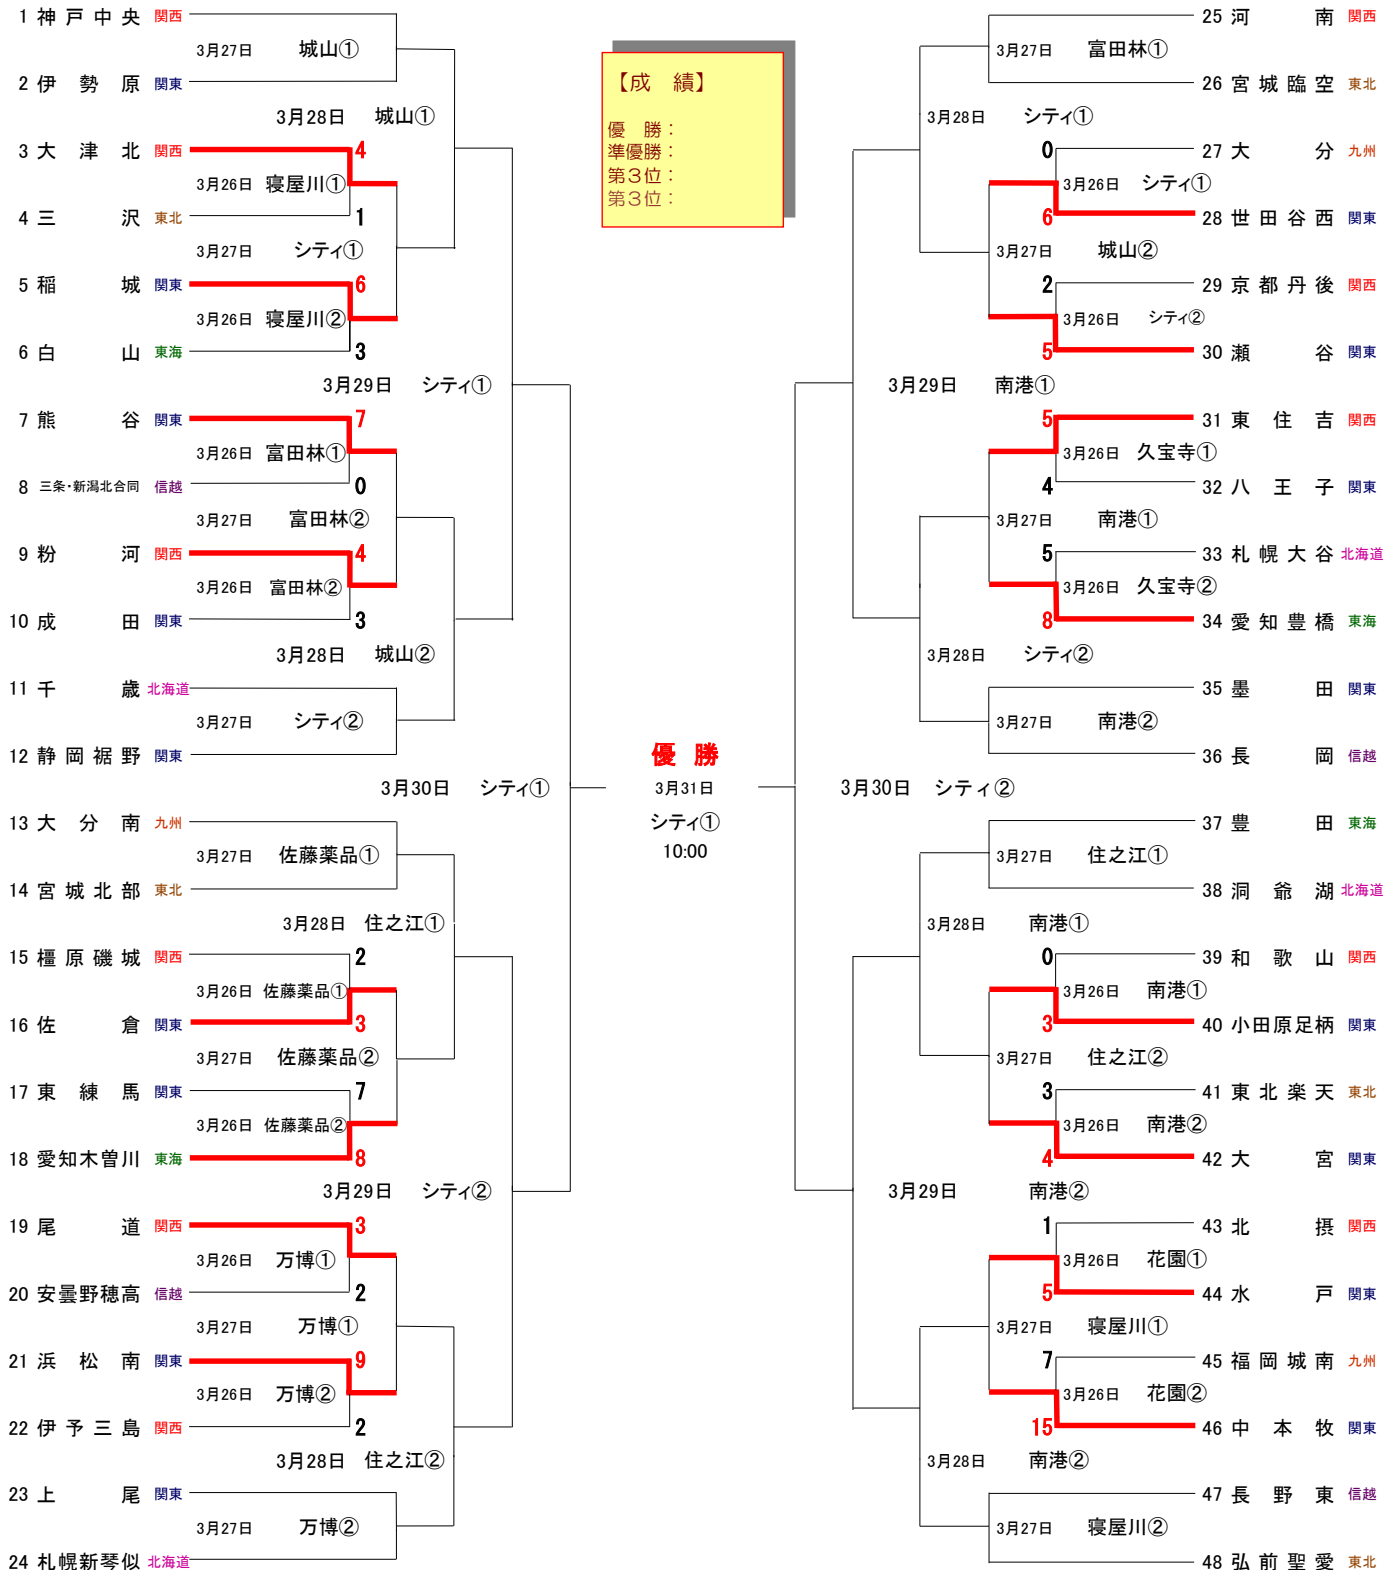 1 神戸中央 関西
3月27日 城山①
2 伊勢原 関東
3月28日 城山①
3 大津北 関西 4
3月26日 寝屋川①
4 三沢 東北 1
3月27日 シティ①
5 稲城 関東 6
3月26日 寝屋川②
6 白山 東海 3
3月29日 シティ①
7 熊谷 関東 7
3月26日 富田林①
8 三条・新潟北合同 信越 0
3月27日 富田林②
9 粉河 関西 4
3月26日 富田林②
10 成田 関東 3
3月28日 城山②
11 千歳 北海道
3月27日 シティ②
12 静岡裾野 関東
3月30日 シティ①
13 大分南 九州
3月27日 佐藤薬品①
14 宮城北部 東北
3月28日 住之江①
15 橿原磯城 関西 2
3月26日 佐藤薬品①
16 佐倉 関東 3
3月27日 佐藤薬品②
17 東練馬 関東 7
3月26日 佐藤薬品②
18 愛知木曽川 東海 8
3月29日 シティ②
19 尾道 関西 3
3月26日 万博①
20 安曇野穂高 信越 2
3月27日 万博①
21 浜松南 関東 9
3月26日 万博②
22 伊予三島 関西 2
3月28日 住之江②
23 上尾 関東
3月27日 万博②
24 札幌新琴似 北海道
【成 績】
優 勝：
準優勝：
第３位：
第３位：
優 勝
3月31日
シティ①
10:00
25 河南 関西
3月27日 富田林①
26 宮城臨空 東北
3月28日 シティ①
0 27 大分 九州
3月26日 シティ①
6 28 世田谷西 関東
3月27日 城山②
2 29 京都丹後 関西
3月26日 シティ②
5 30 瀬谷 関東
3月29日 南港①
5 31 東住吉 関西
3月26日 久宝寺①
4 32 八王子 関東
3月27日 南港①
5 33 札幌大谷 北海道
3月26日 久宝寺②
8 34 愛知豊橋 東海
3月28日 シティ②
35 墨田 関東
3月27日 南港②
36 長岡 信越
3月30日 シティ②
37 豊田 東海
3月27日 住之江①
38 洞爺湖 北海道
3月28日 南港①
0 39 和歌山 関西
3月26日 南港①
3 40 小田原足柄 関東
3月27日 住之江②
3 41 東北楽天 東北
3月26日 南港②
4 42 大宮 関東
3月29日 南港②
1 43 北摂 関西
3月26日 花園①
5 44 水戸 関東
3月27日 寝屋川①
7 45 福岡城南 九州
3月26日 花園②
15 46 中本牧 関東
3月28日 南港②
47 長野東 信越
3月27日 寝屋川②
48 弘前聖愛 東北